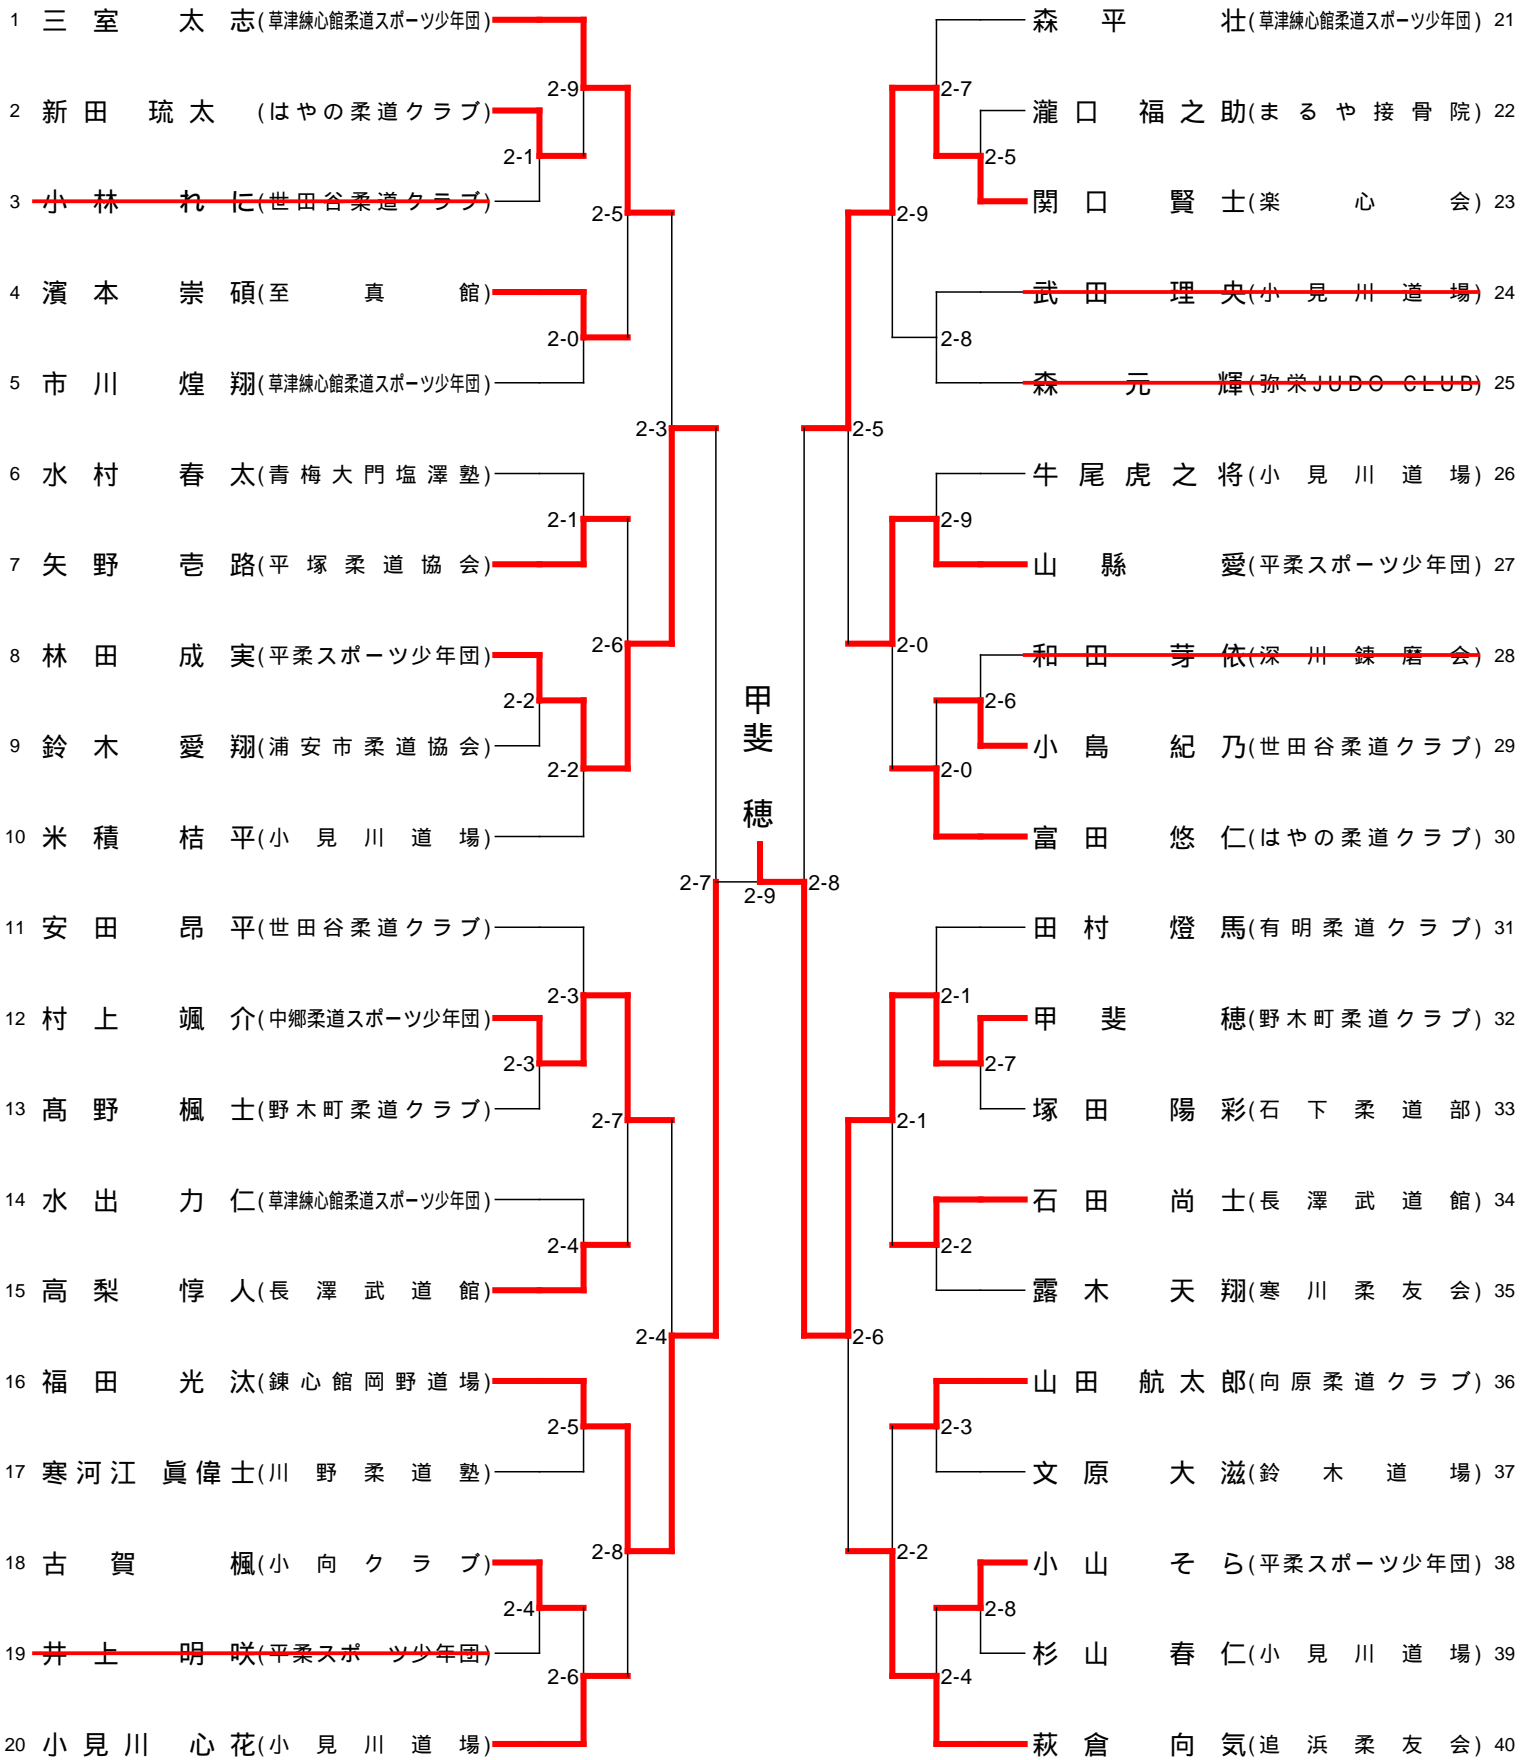 1 三室 太志(草津練心館柔道スポーツ少年団)
2 新田 琉太 (はやの柔道クラブ)
3 小林 れに(世田谷柔道クラブ)
4 濱本 崇碩(至真館)
5 市川 煌翔(草津練心館柔道スポーツ少年団)
6 水村 春太(青梅大門塩澤塾)
7 矢野 壱路(平塚柔道協会)
8 林田 成実(平柔スポーツ少年団)
9 鈴木 愛翔(浦安市柔道協会)
10 米積 桔平(小見川道場)
11 安田 昂平(世田谷柔道クラブ)
12 村上 颯介(中郷柔道スポーツ少年団)
13 髙野 楓士(野木町柔道クラブ)
14 水出 力仁(草津練心館柔道スポーツ少年団)
15 高梨 惇人(長澤武道館)
16 福田 光汰(錬心館岡野道場)
17 寒河江 眞偉士(川野柔道塾)
18 古賀 楓(小向クラブ)
19 井上 明咲(平柔スポーツ少年団)
20 小見川 心花(小見川道場)
2-9
2-1
2-5
2-0
2-3
2-1
2-6
2-2
2-2
2-7
2-3
2-3
2-7
2-4
2-4
2-5
2-8
2-4
2-6
甲斐 穂
2-9
2-7
2-5
2-9
2-8
2-5
2-9
2-0
2-6
2-0
2-8
2-1
2-7
2-1
2-2
2-6
2-3
2-2
2-8
2-4
森平 壮(草津練心館柔道スポーツ少年団) 21
瀧口 福之助(まるや接骨院) 22
関口 賢士(楽心会) 23
武田 理央(小見川道場) 24
森 元輝(弥栄JUDO CLUB) 25
牛尾虎之将(小見川道場) 26
山縣 愛(平柔スポーツ少年団) 27
和田 芽依(深川錬磨会) 28
小島 紀乃(世田谷柔道クラブ) 29
富田 悠仁(はやの柔道クラブ) 30
田村 燈馬(有明柔道クラブ) 31
甲斐 穂(野木町柔道クラブ) 32
塚田 陽彩(石下柔道部) 33
石田 尚士(長澤武道館) 34
露木 天翔(寒川柔友会) 35
山田 航太郎(向原柔道クラブ) 36
文原 大滋(鈴木道場) 37
小山 そら(平柔スポーツ少年団) 38
杉山 春仁(小見川道場) 39
萩倉 向気(追浜柔友会) 40